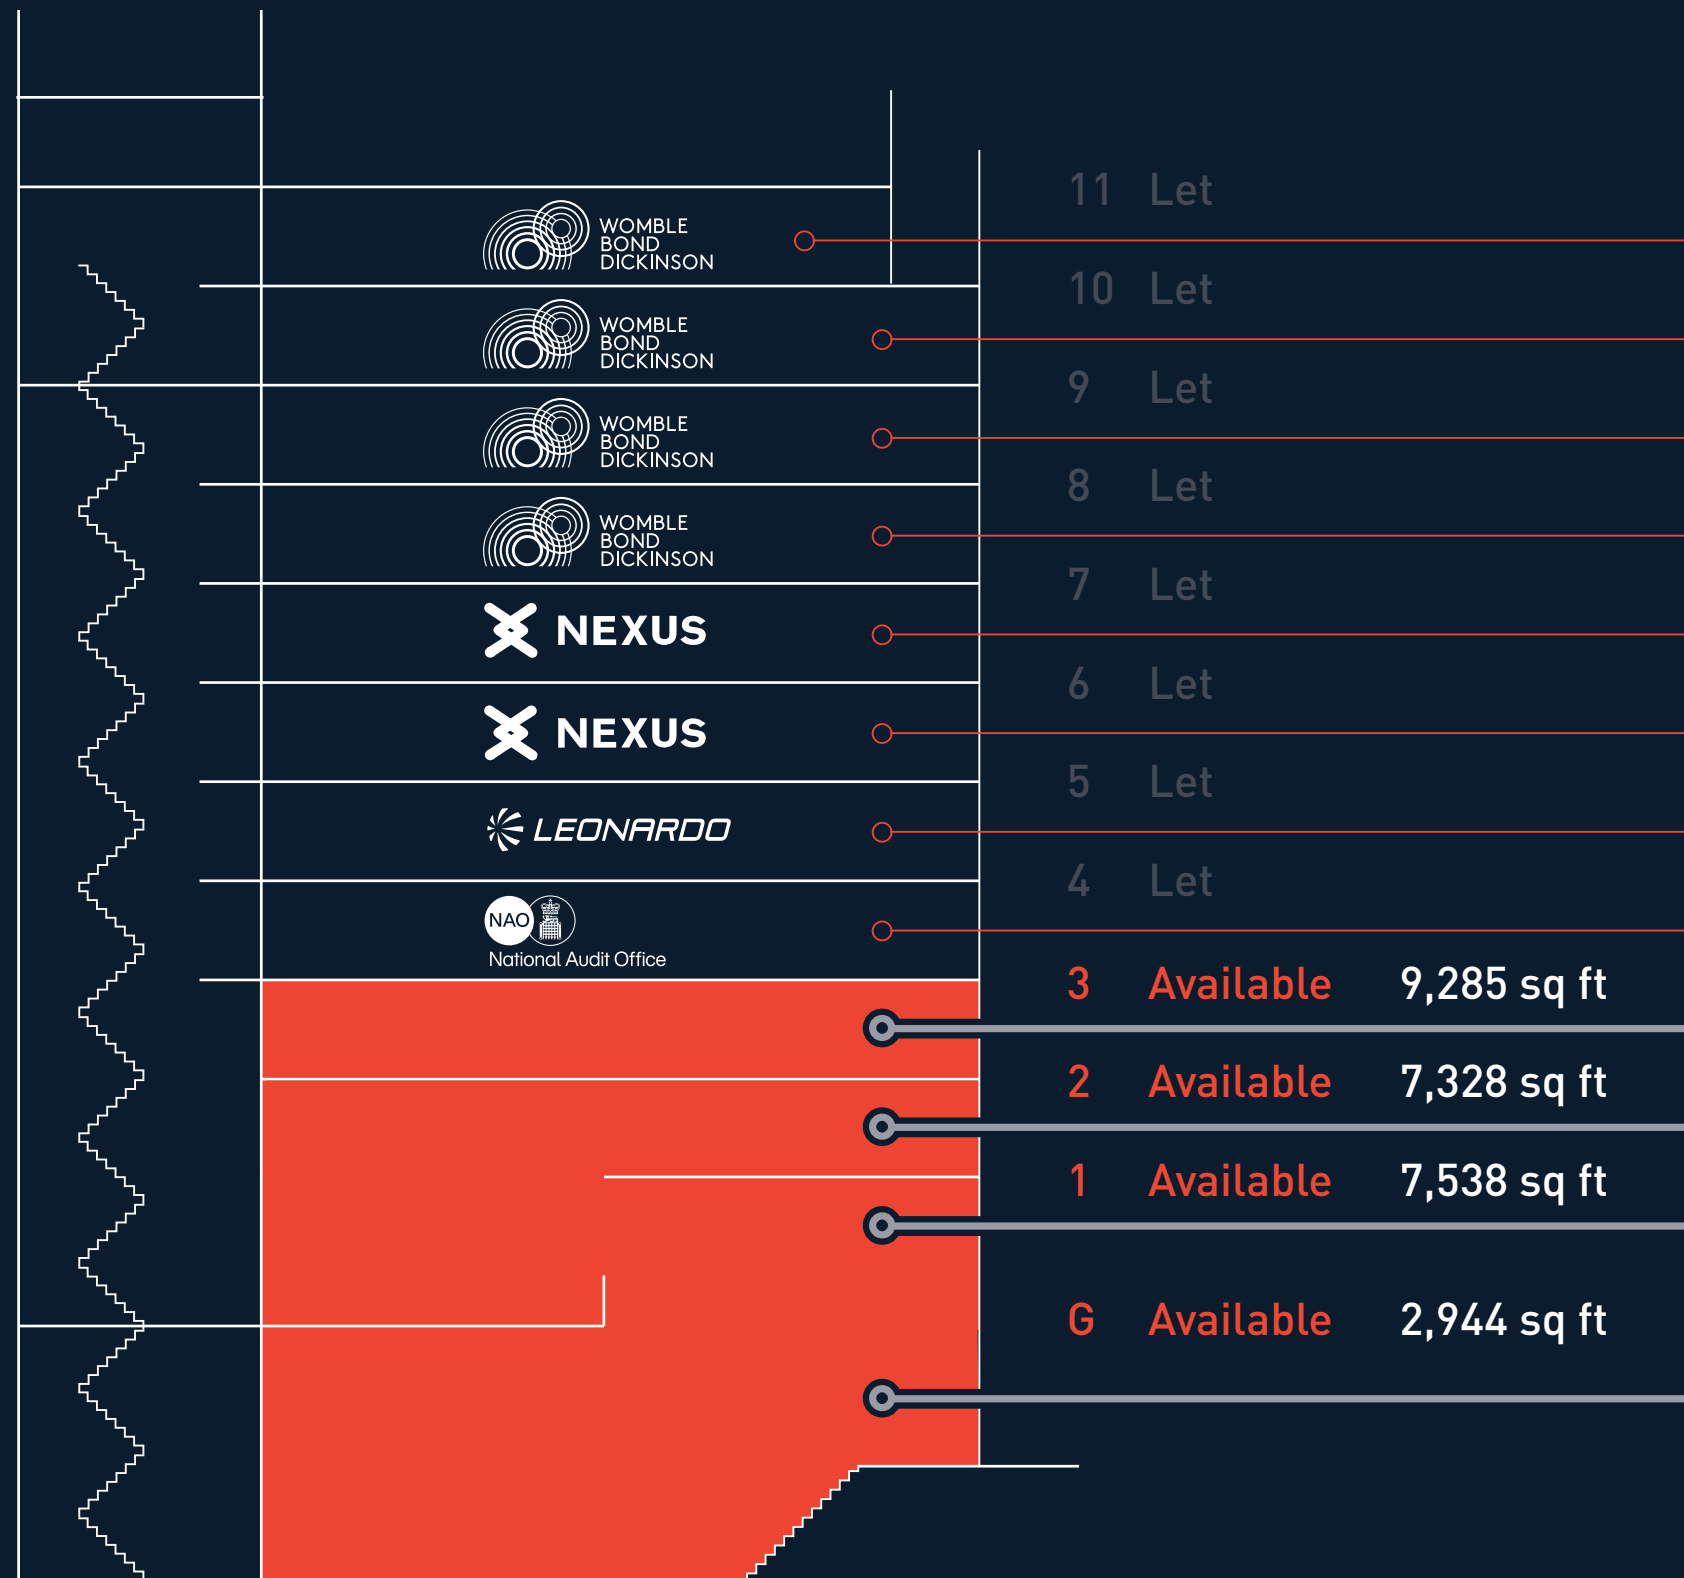 11 Let
WOMBLE
BOND
DICKINSON
10 Let
WOMBLE
BOND
DICKINSON
9 Let
WOMBLE
BOND
DICKINSON
8 Let
WOMBLE
BOND
DICKINSON
7 Let
NEXUS
6 Let
NEXUS
5 Let
LEONARDO
4 Let
NAO
National Audit Office
3 Available 9,285 sq ft
2 Available 7,328 sq ft
1 Available 7,538 sq ft
G Available 2,944 sq ft